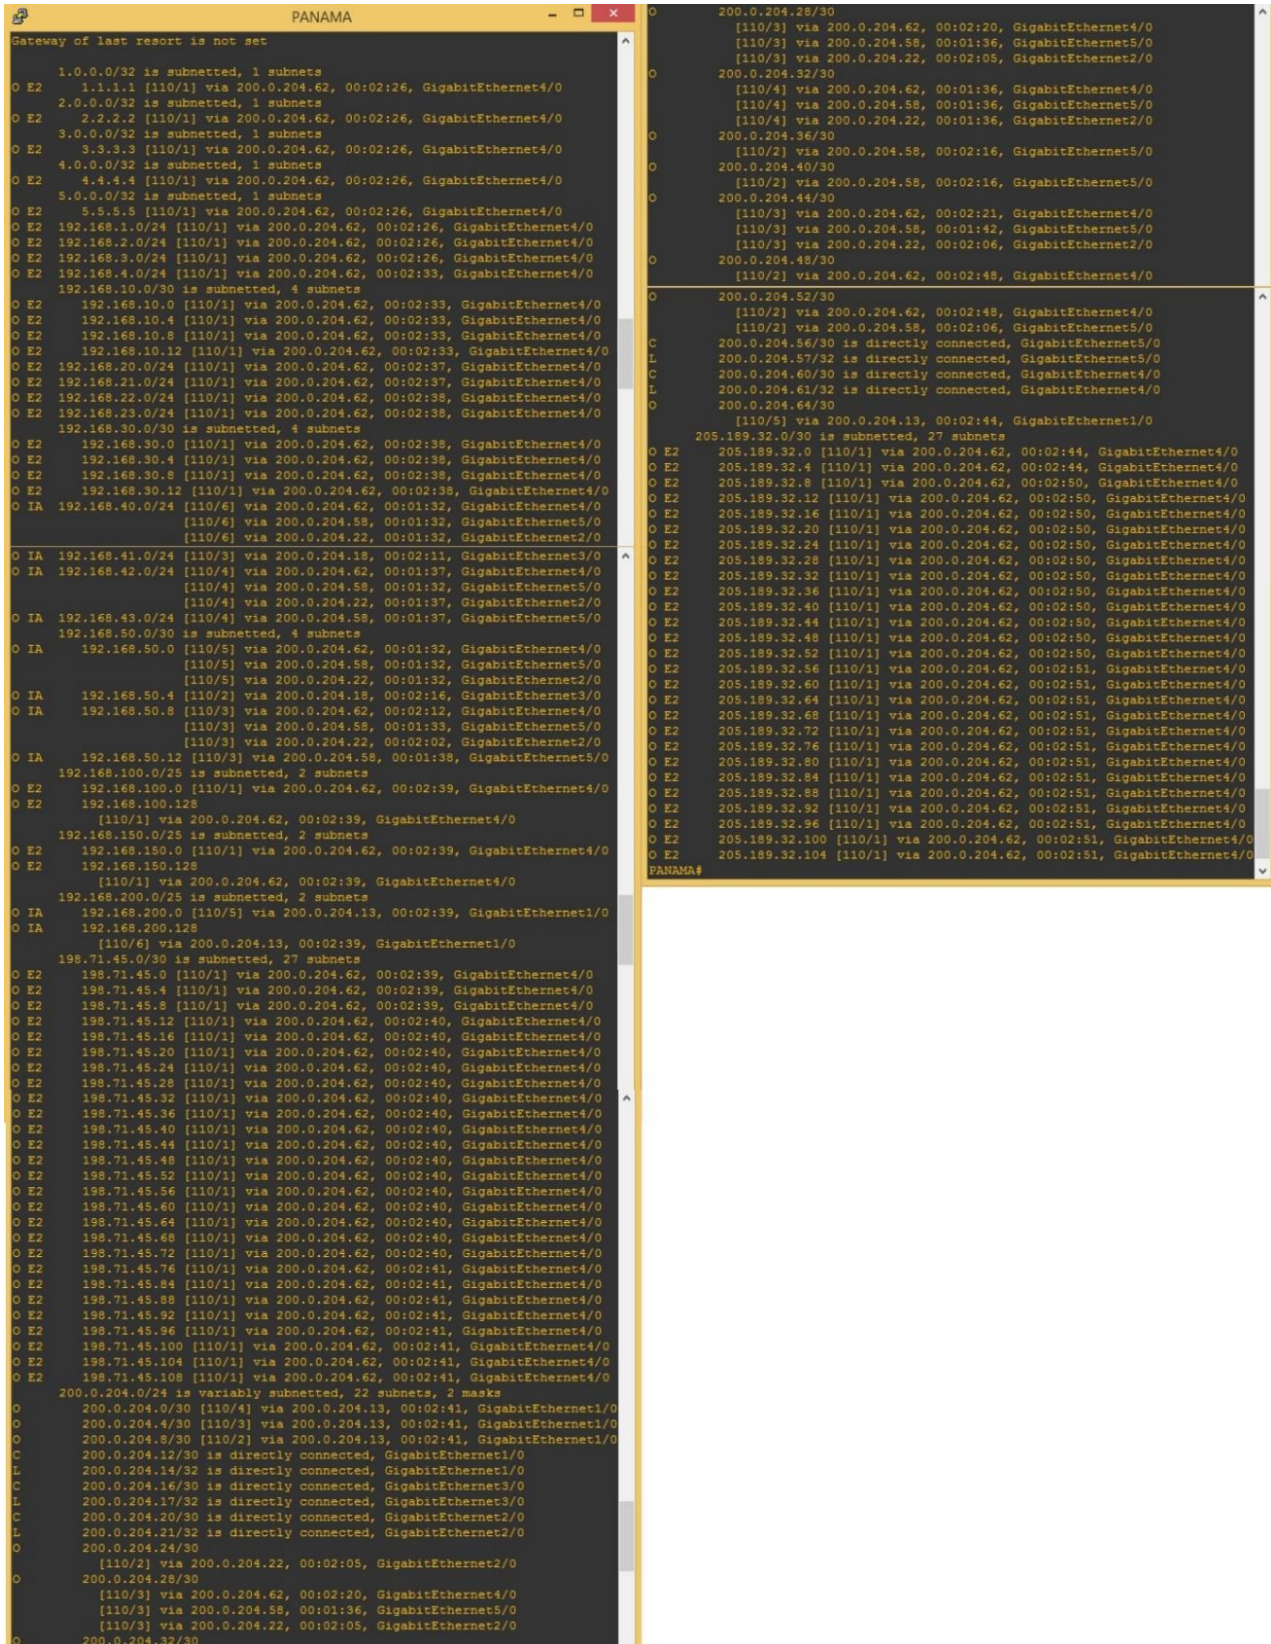 PANAMA
Gateway of last resort is not set
1.0.0.0/32 is subnetted, 1 subnets
O E2 1.1.1.1 [110/1] via 200.0.204.62, 00:02:26, GigabitEthernet4/0
2.0.0.0/32 is subnetted, 1 subnets
O E2 2.2.2.2 [110/1] via 200.0.204.62, 00:02:26, GigabitEthernet4/0
3.0.0.0/32 is subnetted, 1 subnets
O E2 3.3.3.3 [110/1] via 200.0.204.62, 00:02:26, GigabitEthernet4/0
4.0.0.0/32 is subnetted, 1 subnets
O E2 4.4.4.4 [110/1] via 200.0.204.62, 00:02:26, GigabitEthernet4/0
5.0.0.0/32 is subnetted, 1 subnets
O E2 5.5.5.5 [110/1] via 200.0.204.62, 00:02:26, GigabitEthernet4/0
O E2 192.168.1.0/24 [110/1] via 200.0.204.62, 00:02:26, GigabitEthernet4/0
O E2 192.168.2.0/24 [110/1] via 200.0.204.62, 00:02:26, GigabitEthernet4/0
O E2 192.168.3.0/24 [110/1] via 200.0.204.62, 00:02:26, GigabitEthernet4/0
O E2 192.168.4.0/24 [110/1] via 200.0.204.62, 00:02:33, GigabitEthernet4/0
192.168.10.0/30 is subnetted, 4 subnets
O E2 192.168.10.0 [110/1] via 200.0.204.62, 00:02:33, GigabitEthernet4/0
O E2 192.168.10.4 [110/1] via 200.0.204.62, 00:02:33, GigabitEthernet4/0
O E2 192.168.10.8 [110/1] via 200.0.204.62, 00:02:33, GigabitEthernet4/0
O E2 192.168.10.12 [110/1] via 200.0.204.62, 00:02:33, GigabitEthernet4/0
O E2 192.168.20.0/24 [110/1] via 200.0.204.62, 00:02:37, GigabitEthernet4/0
O E2 192.168.21.0/24 [110/1] via 200.0.204.62, 00:02:37, GigabitEthernet4/0
O E2 192.168.22.0/24 [110/1] via 200.0.204.62, 00:02:38, GigabitEthernet4/0
O E2 192.168.23.0/24 [110/1] via 200.0.204.62, 00:02:38, GigabitEthernet4/0
192.168.30.0/30 is subnetted, 4 subnets
O E2 192.168.30.0 [110/1] via 200.0.204.62, 00:02:38, GigabitEthernet4/0
O E2 192.168.30.4 [110/1] via 200.0.204.62, 00:02:38, GigabitEthernet4/0
O E2 192.168.30.8 [110/1] via 200.0.204.62, 00:02:38, GigabitEthernet4/0
O E2 192.168.30.12 [110/1] via 200.0.204.62, 00:02:38, GigabitEthernet4/0
O IA 192.168.40.0/24 [110/6] via 200.0.204.62, 00:01:32, GigabitEthernet4/0
[110/6] via 200.0.204.58, 00:01:32, GigabitEthernet5/0
[110/6] via 200.0.204.22, 00:01:32, GigabitEthernet2/0
O IA 192.168.41.0/24 [110/3] via 200.0.204.18, 00:02:11, GigabitEthernet3/0
O IA 192.168.42.0/24 [110/4] via 200.0.204.62, 00:01:37, GigabitEthernet4/0
[110/4] via 200.0.204.58, 00:01:32, GigabitEthernet5/0
[110/4] via 200.0.204.22, 00:01:37, GigabitEthernet2/0
O IA 192.168.43.0/24 [110/4] via 200.0.204.58, 00:01:37, GigabitEthernet5/0
192.168.50.0/30 is subnetted, 4 subnets
O IA 192.168.50.0 [110/5] via 200.0.204.62, 00:01:32, GigabitEthernet4/0
[110/5] via 200.0.204.58, 00:01:32, GigabitEthernet5/0
[110/5] via 200.0.204.22, 00:01:32, GigabitEthernet2/0
O IA 192.168.50.4 [110/2] via 200.0.204.18, 00:02:16, GigabitEthernet3/0
O IA 192.168.50.8 [110/3] via 200.0.204.62, 00:02:12, GigabitEthernet4/0
[110/3] via 200.0.204.58, 00:01:33, GigabitEthernet5/0
[110/3] via 200.0.204.22, 00:02:02, GigabitEthernet2/0
O IA 192.168.50.12 [110/3] via 200.0.204.58, 00:01:38, GigabitEthernet5/0
192.168.100.0/25 is subnetted, 2 subnets
O E2 192.168.100.0 [110/1] via 200.0.204.62, 00:02:39, GigabitEthernet4/0
O E2 192.168.100.128
[110/1] via 200.0.204.62, 00:02:39, GigabitEthernet4/0
192.168.150.0/25 is subnetted, 2 subnets
O E2 192.168.150.0 [110/1] via 200.0.204.62, 00:02:39, GigabitEthernet4/0
O E2 192.168.150.128
[110/1] via 200.0.204.62, 00:02:39, GigabitEthernet4/0
192.168.200.0/25 is subnetted, 2 subnets
O IA 192.168.200.0 [110/5] via 200.0.204.13, 00:02:39, GigabitEthernet1/0
O IA 192.168.200.128
[110/6] via 200.0.204.13, 00:02:39, GigabitEthernet1/0
198.71.45.0/30 is subnetted, 27 subnets
O E2 198.71.45.0 [110/1] via 200.0.204.62, 00:02:39, GigabitEthernet4/0
O E2 198.71.45.4 [110/1] via 200.0.204.62, 00:02:39, GigabitEthernet4/0
O E2 198.71.45.8 [110/1] via 200.0.204.62, 00:02:39, GigabitEthernet4/0
O E2 198.71.45.12 [110/1] via 200.0.204.62, 00:02:40, GigabitEthernet4/0
O E2 198.71.45.16 [110/1] via 200.0.204.62, 00:02:40, GigabitEthernet4/0
O E2 198.71.45.20 [110/1] via 200.0.204.62, 00:02:40, GigabitEthernet4/0
O E2 198.71.45.24 [110/1] via 200.0.204.62, 00:02:40, GigabitEthernet4/0
O E2 198.71.45.28 [110/1] via 200.0.204.62, 00:02:40, GigabitEthernet4/0
O E2 198.71.45.32 [110/1] via 200.0.204.62, 00:02:40, GigabitEthernet4/0
O E2 198.71.45.36 [110/1] via 200.0.204.62, 00:02:40, GigabitEthernet4/0
O E2 198.71.45.40 [110/1] via 200.0.204.62, 00:02:40, GigabitEthernet4/0
O E2 198.71.45.44 [110/1] via 200.0.204.62, 00:02:40, GigabitEthernet4/0
O E2 198.71.45.48 [110/1] via 200.0.204.62, 00:02:40, GigabitEthernet4/0
O E2 198.71.45.52 [110/1] via 200.0.204.62, 00:02:40, GigabitEthernet4/0
O E2 198.71.45.56 [110/1] via 200.0.204.62, 00:02:40, GigabitEthernet4/0
O E2 198.71.45.60 [110/1] via 200.0.204.62, 00:02:40, GigabitEthernet4/0
O E2 198.71.45.64 [110/1] via 200.0.204.62, 00:02:40, GigabitEthernet4/0
O E2 198.71.45.68 [110/1] via 200.0.204.62, 00:02:40, GigabitEthernet4/0
O E2 198.71.45.72 [110/1] via 200.0.204.62, 00:02:40, GigabitEthernet4/0
O E2 198.71.45.76 [110/1] via 200.0.204.62, 00:02:41, GigabitEthernet4/0
O E2 198.71.45.84 [110/1] via 200.0.204.62, 00:02:41, GigabitEthernet4/0
O E2 198.71.45.88 [110/1] via 200.0.204.62, 00:02:41, GigabitEthernet4/0
O E2 198.71.45.92 [110/1] via 200.0.204.62, 00:02:41, GigabitEthernet4/0
O E2 198.71.45.96 [110/1] via 200.0.204.62, 00:02:41, GigabitEthernet4/0
O E2 198.71.45.100 [110/1] via 200.0.204.62, 00:02:41, GigabitEthernet4/0
O E2 198.71.45.104 [110/1] via 200.0.204.62, 00:02:41, GigabitEthernet4/0
O E2 198.71.45.108 [110/1] via 200.0.204.62, 00:02:41, GigabitEthernet4/0
200.0.204.0/24 is variably subnetted, 22 subnets, 2 masks
O 200.0.204.0/30 [110/4] via 200.0.204.13, 00:02:41, GigabitEthernet1/0
O 200.0.204.4/30 [110/3] via 200.0.204.13, 00:02:41, GigabitEthernet1/0
O 200.0.204.8/30 [110/2] via 200.0.204.13, 00:02:41, GigabitEthernet1/0
C 200.0.204.12/30 is directly connected, GigabitEthernet1/0
L 200.0.204.14/32 is directly connected, GigabitEthernet1/0
C 200.0.204.16/30 is directly connected, GigabitEthernet3/0
L 200.0.204.17/32 is directly connected, GigabitEthernet3/0
C 200.0.204.20/30 is directly connected, GigabitEthernet2/0
L 200.0.204.21/32 is directly connected, GigabitEthernet2/0
O 200.0.204.24/30
[110/2] via 200.0.204.22, 00:02:05, GigabitEthernet2/0
O 200.0.204.28/30
[110/3] via 200.0.204.62, 00:02:20, GigabitEthernet4/0
[110/3] via 200.0.204.58, 00:01:36, GigabitEthernet5/0
[110/3] via 200.0.204.22, 00:02:05, GigabitEthernet2/0
O 200.0.204.32/30
O 200.0.204.28/30
[110/3] via 200.0.204.62, 00:02:20, GigabitEthernet4/0
[110/3] via 200.0.204.58, 00:01:36, GigabitEthernet5/0
[110/3] via 200.0.204.22, 00:02:05, GigabitEthernet2/0
O 200.0.204.32/30
[110/4] via 200.0.204.62, 00:01:36, GigabitEthernet4/0
[110/4] via 200.0.204.58, 00:01:36, GigabitEthernet5/0
[110/4] via 200.0.204.22, 00:01:36, GigabitEthernet2/0
O 200.0.204.36/30
[110/2] via 200.0.204.58, 00:02:16, GigabitEthernet5/0
O 200.0.204.40/30
[110/2] via 200.0.204.58, 00:02:16, GigabitEthernet5/0
O 200.0.204.44/30
[110/3] via 200.0.204.62, 00:02:21, GigabitEthernet4/0
[110/3] via 200.0.204.58, 00:01:42, GigabitEthernet5/0
[110/3] via 200.0.204.22, 00:02:06, GigabitEthernet2/0
O 200.0.204.48/30
[110/2] via 200.0.204.62, 00:02:48, GigabitEthernet4/0
O 200.0.204.52/30
[110/2] via 200.0.204.62, 00:02:48, GigabitEthernet4/0
[110/2] via 200.0.204.58, 00:02:06, GigabitEthernet5/0
C 200.0.204.56/30 is directly connected, GigabitEthernet5/0
L 200.0.204.57/32 is directly connected, GigabitEthernet5/0
C 200.0.204.60/30 is directly connected, GigabitEthernet4/0
L 200.0.204.61/32 is directly connected, GigabitEthernet4/0
O 200.0.204.64/30
[110/5] via 200.0.204.13, 00:02:44, GigabitEthernet1/0
205.189.32.0/30 is subnetted, 27 subnets
O E2 205.189.32.0 [110/1] via 200.0.204.62, 00:02:44, GigabitEthernet4/0
O E2 205.189.32.4 [110/1] via 200.0.204.62, 00:02:44, GigabitEthernet4/0
O E2 205.189.32.8 [110/1] via 200.0.204.62, 00:02:50, GigabitEthernet4/0
O E2 205.189.32.12 [110/1] via 200.0.204.62, 00:02:50, GigabitEthernet4/0
O E2 205.189.32.16 [110/1] via 200.0.204.62, 00:02:50, GigabitEthernet4/0
O E2 205.189.32.20 [110/1] via 200.0.204.62, 00:02:50, GigabitEthernet4/0
O E2 205.189.32.24 [110/1] via 200.0.204.62, 00:02:50, GigabitEthernet4/0
O E2 205.189.32.28 [110/1] via 200.0.204.62, 00:02:50, GigabitEthernet4/0
O E2 205.189.32.32 [110/1] via 200.0.204.62, 00:02:50, GigabitEthernet4/0
O E2 205.189.32.36 [110/1] via 200.0.204.62, 00:02:50, GigabitEthernet4/0
O E2 205.189.32.40 [110/1] via 200.0.204.62, 00:02:50, GigabitEthernet4/0
O E2 205.189.32.44 [110/1] via 200.0.204.62, 00:02:50, GigabitEthernet4/0
O E2 205.189.32.48 [110/1] via 200.0.204.62, 00:02:50, GigabitEthernet4/0
O E2 205.189.32.52 [110/1] via 200.0.204.62, 00:02:50, GigabitEthernet4/0
O E2 205.189.32.56 [110/1] via 200.0.204.62, 00:02:51, GigabitEthernet4/0
O E2 205.189.32.60 [110/1] via 200.0.204.62, 00:02:51, GigabitEthernet4/0
O E2 205.189.32.64 [110/1] via 200.0.204.62, 00:02:51, GigabitEthernet4/0
O E2 205.189.32.68 [110/1] via 200.0.204.62, 00:02:51, GigabitEthernet4/0
O E2 205.189.32.72 [110/1] via 200.0.204.62, 00:02:51, GigabitEthernet4/0
O E2 205.189.32.76 [110/1] via 200.0.204.62, 00:02:51, GigabitEthernet4/0
O E2 205.189.32.80 [110/1] via 200.0.204.62, 00:02:51, GigabitEthernet4/0
O E2 205.189.32.84 [110/1] via 200.0.204.62, 00:02:51, GigabitEthernet4/0
O E2 205.189.32.88 [110/1] via 200.0.204.62, 00:02:51, GigabitEthernet4/0
O E2 205.189.32.92 [110/1] via 200.0.204.62, 00:02:51, GigabitEthernet4/0
O E2 205.189.32.96 [110/1] via 200.0.204.62, 00:02:51, GigabitEthernet4/0
O E2 205.189.32.100 [110/1] via 200.0.204.62, 00:02:51, GigabitEthernet4/0
O E2 205.189.32.104 [110/1] via 200.0.204.62, 00:02:51, GigabitEthernet4/0
PANAMA#